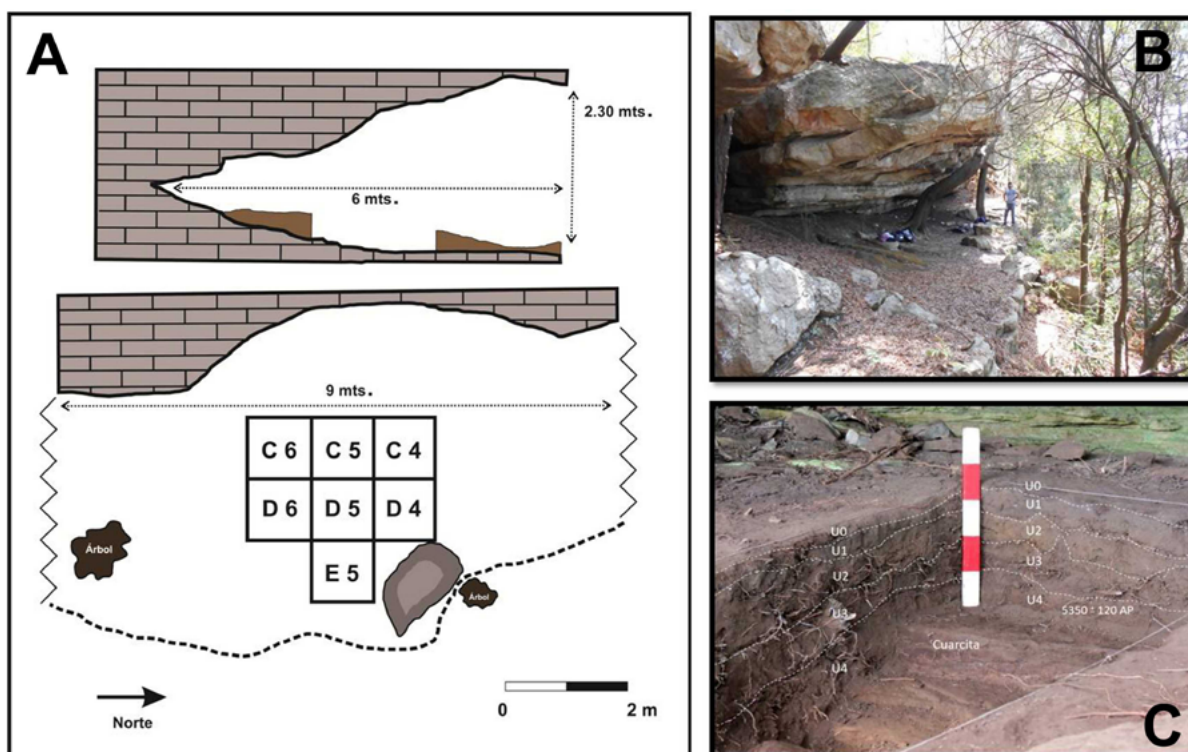 A
2.30 mts.
6 mts.
9 mts.
C 6 C 5 C 4
D 6 D 5 D 4
E 5
Árbol
Árbol
Norte
0 2 m
B
U0
U1
U2
U3
U4
5350 - 120 AP
U0
U1
U2
U3
U4
Cuarcita
C